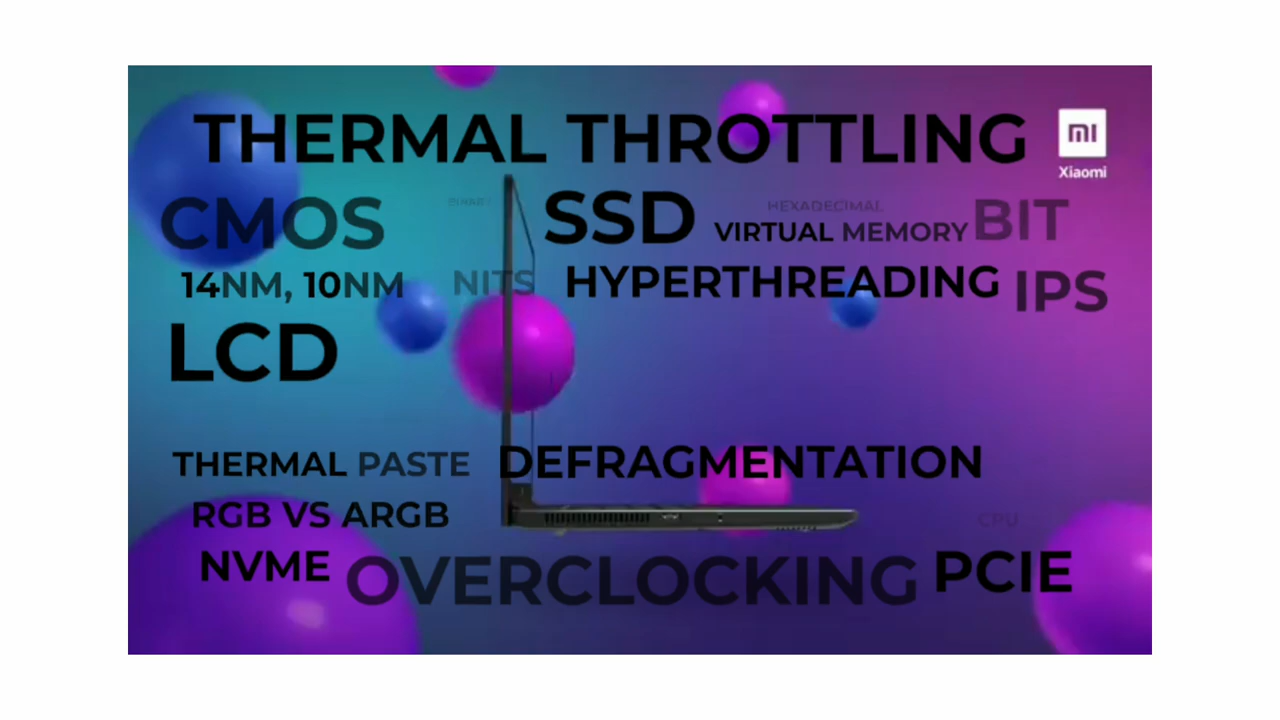 THERMAL THROTTLING
mi
Xiaomi
CMOS
SSD
HEXADECIMAL
VIRTUAL MEMORY
BIT
14NM, 10NM
NITS
HYPERTHREADING
IPS
LCD
THERMAL PASTE
DEFRAGMENTATION
RGB VS ARGB
CPU
NVME
OVERCLOCKING
PCIE